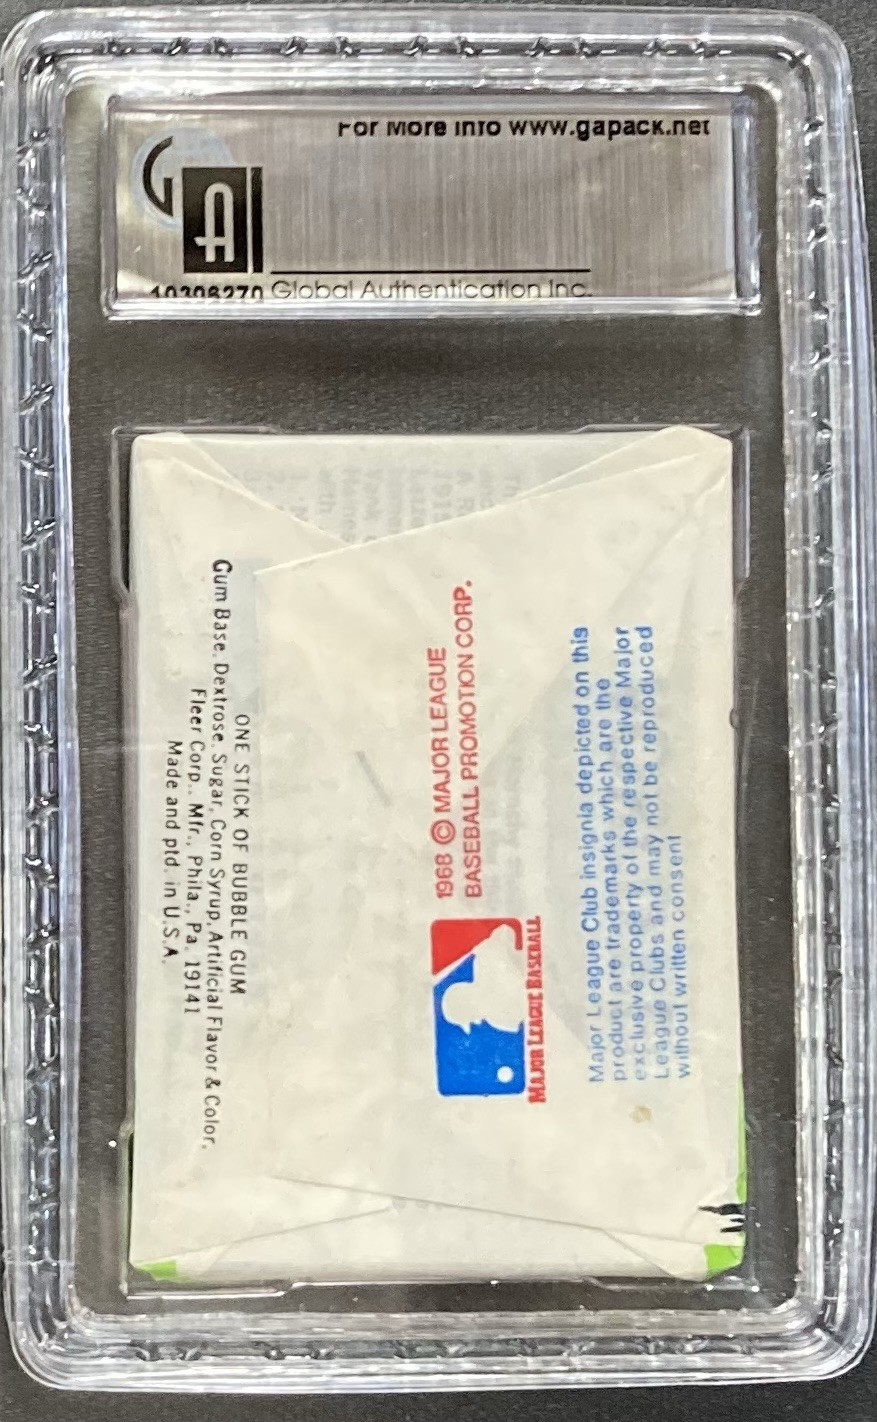 For More Info www.gapack.net
GA
10306270 Global Authentication Inc.
1968 © MAJOR LEAGUE
BASEBALL PROMOTION CORP.
MAJOR LEAGUE BASEBALL
Major League Club insignia depicted on this
product are trademarks which are the
exclusive property of the respective Major
League Clubs and may not be reproduced
without written consent
ONE STICK OF BUBBLE GUM
Gum Base, Dextrose, Sugar, Corn Syrup, Artificial Flavor & Color.
Fleer Corp., Mfr., Phila., Pa. 19141
Made and ptd. in U.S.A.